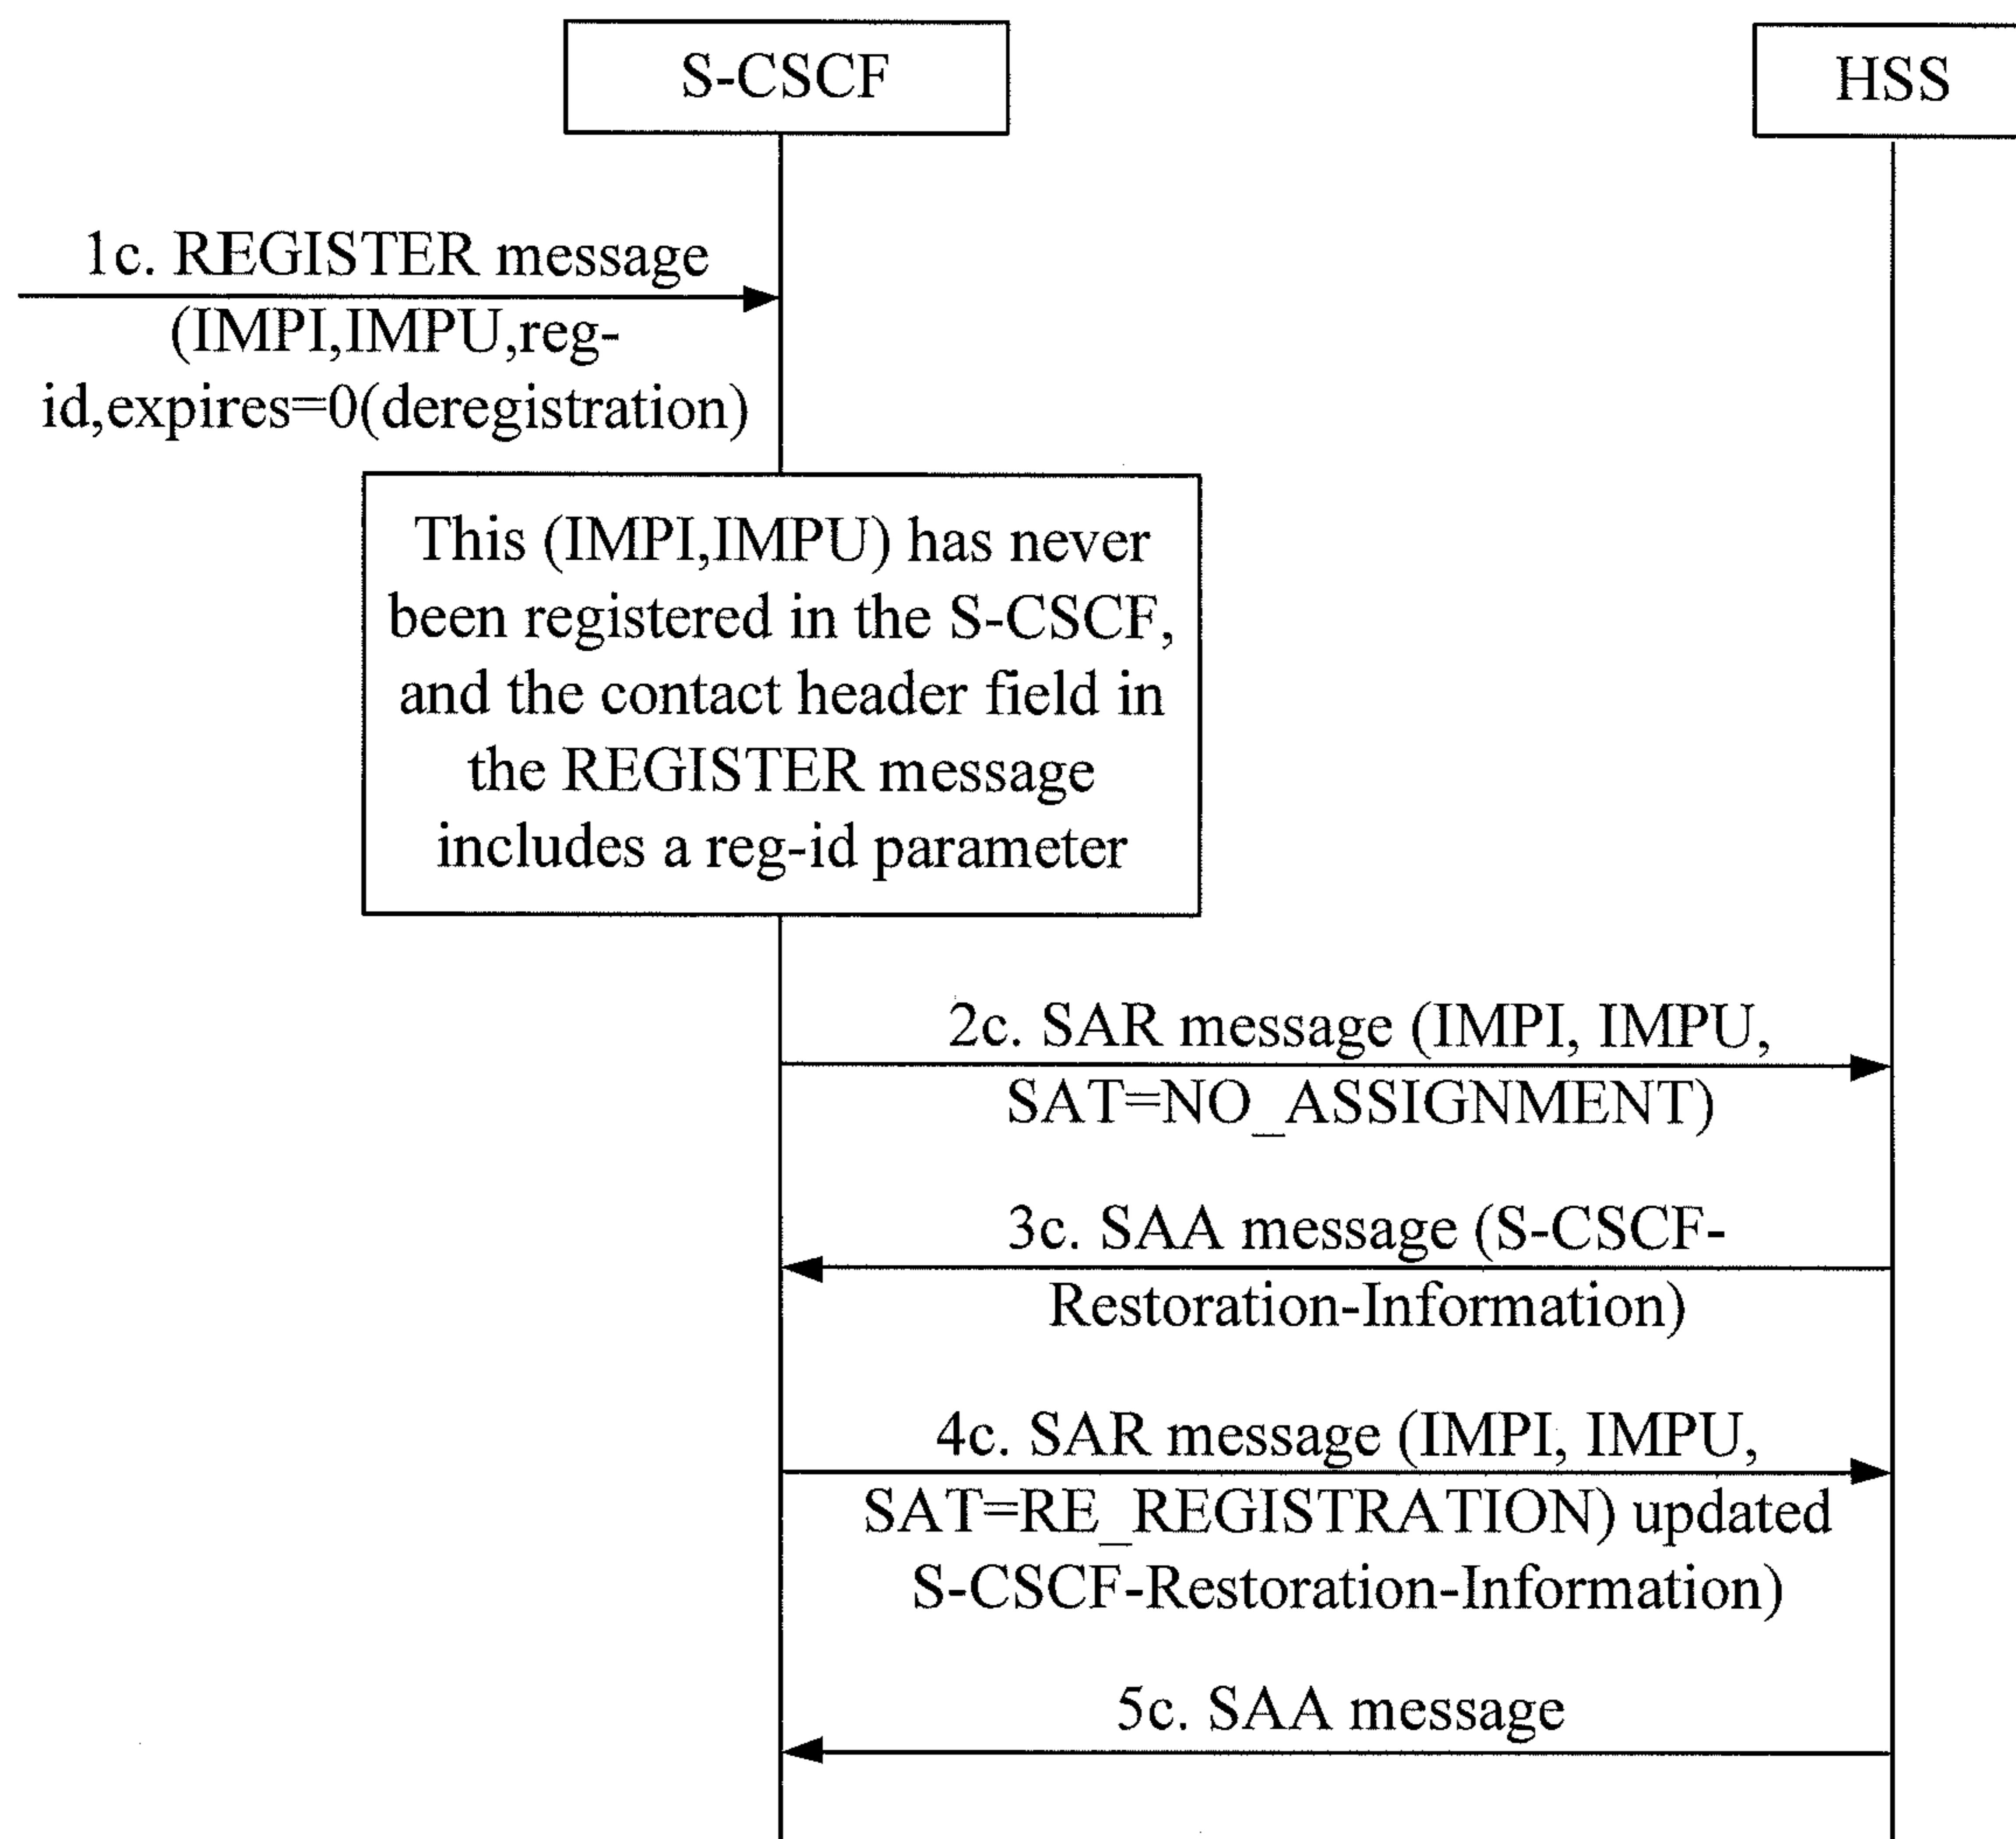 S-CSCF
HSS
1c. REGISTER message
(IMPI,IMPU,reg-
id,expires=0(deregistration)
This (IMPI,IMPU) has never
been registered in the S-CSCF,
and the contact header field in
the REGISTER message
includes a reg-id parameter
2c. SAR message (IMPI, IMPU,
SAT=NO_ASSIGNMENT)
3c. SAA message (S-CSCF-
Restoration-Information)
4c. SAR message (IMPI, IMPU,
SAT=RE_REGISTRATION) updated
S-CSCF-Restoration-Information)
5c. SAA message